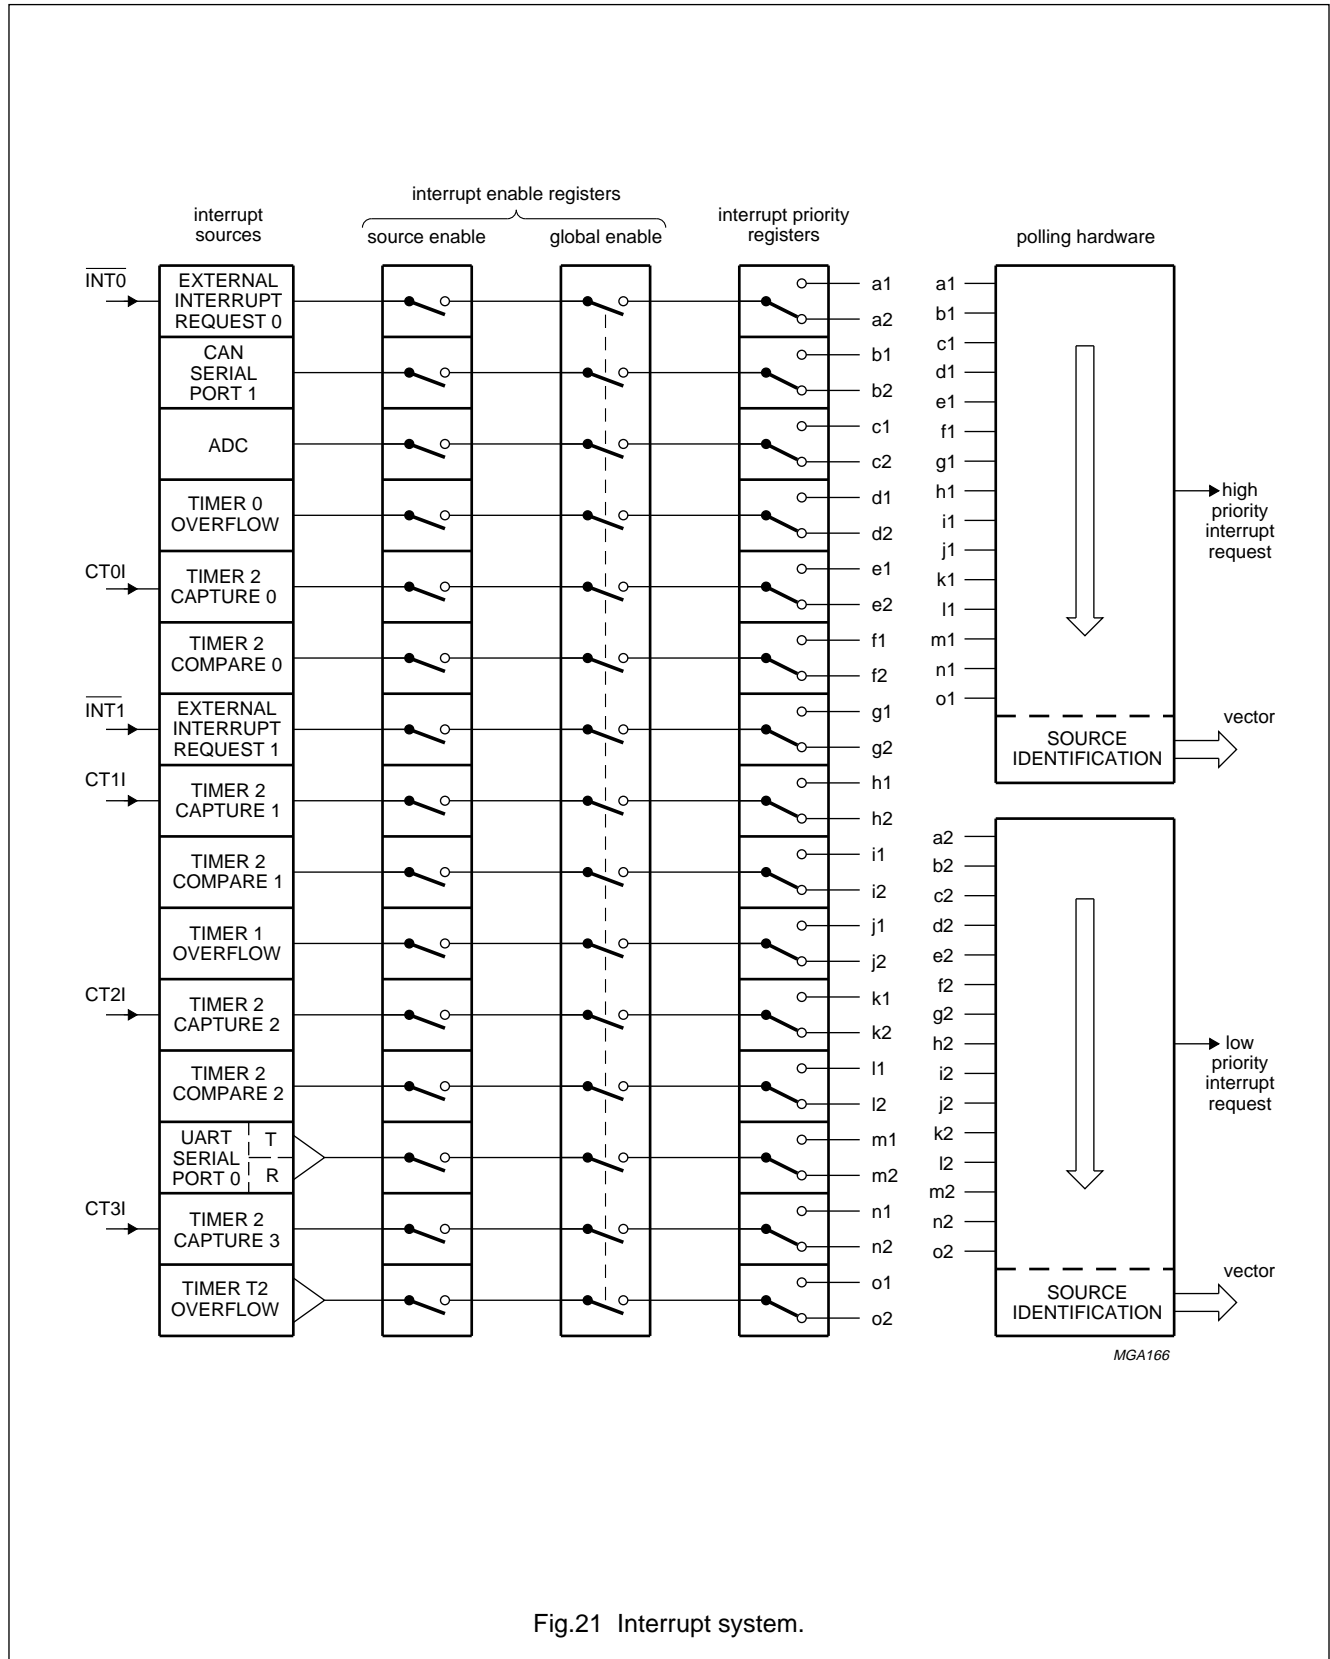 interrupt enable registers
interrupt
sources
source enable
global enable
interrupt priority
registers
polling hardware
INT0
EXTERNAL
INTERRUPT
REQUEST 0
CAN
SERIAL
PORT 1
ADC
TIMER 0
OVERFLOW
CT0I
TIMER 2
CAPTURE 0
TIMER 2
COMPARE 0
INT1
EXTERNAL
INTERRUPT
REQUEST 1
CT1I
TIMER 2
CAPTURE 1
TIMER 2
COMPARE 1
TIMER 1
OVERFLOW
CT2I
TIMER 2
CAPTURE 2
TIMER 2
COMPARE 2
UART
SERIAL
PORT 0
T
R
CT3I
TIMER 2
CAPTURE 3
TIMER T2
OVERFLOW
a1
a2
b1
b2
c1
c2
d1
d2
e1
e2
f1
f2
g1
g2
h1
h2
i1
i2
j1
j2
k1
k2
l1
l2
m1
m2
n1
n2
o1
o2
a1
b1
c1
d1
e1
f1
g1
h1
i1
j1
k1
l1
m1
n1
o1
high
priority
interrupt
request
SOURCE
IDENTIFICATION
vector
a2
b2
c2
d2
e2
f2
g2
h2
i2
j2
k2
l2
m2
n2
o2
low
priority
interrupt
request
SOURCE
IDENTIFICATION
vector
MGA166
Fig.21 Interrupt system.